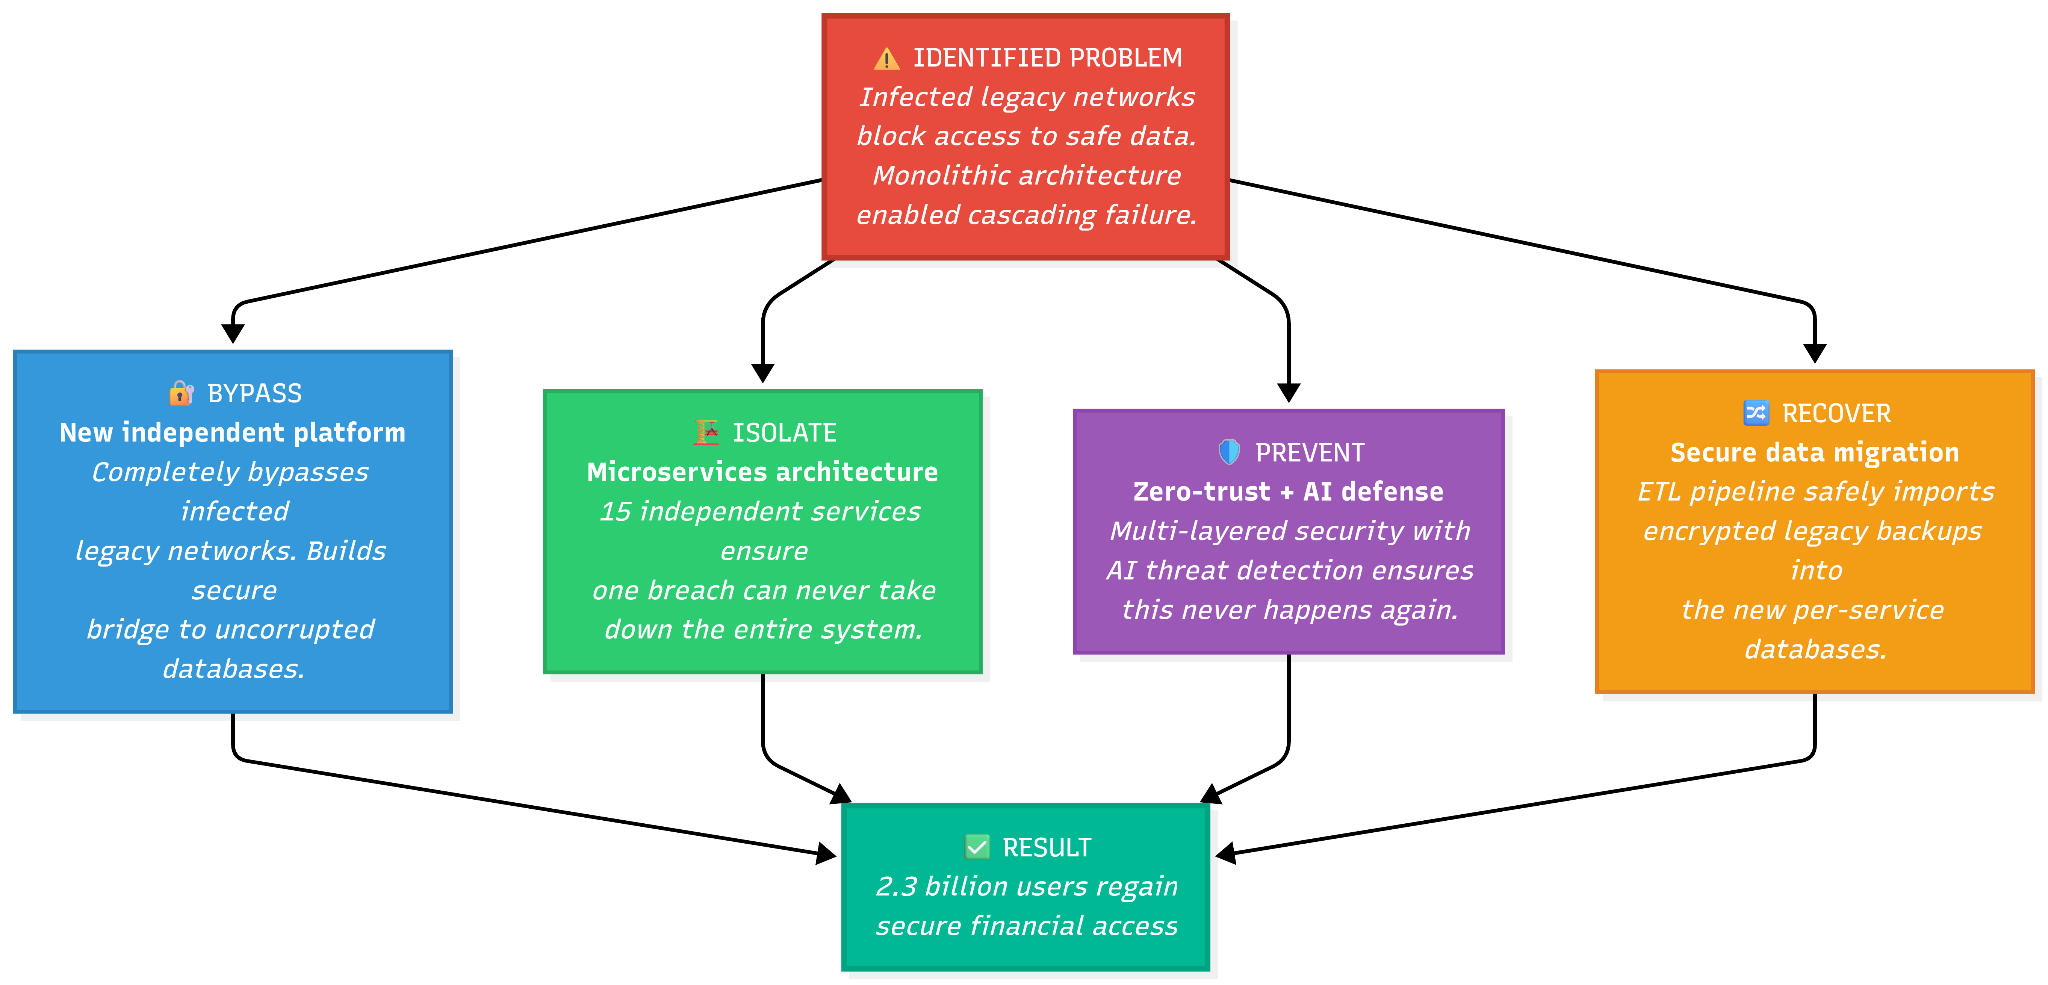 ⚠️ IDENTIFIED PROBLEM
Infected legacy networks
block access to safe data.
Monolithic architecture
enabled cascading failure.
🔐 BYPASS
New independent platform
Completely bypasses
infected
legacy networks. Builds
secure
bridge to uncorrupted
databases.
🏗️ ISOLATE
Microservices architecture
15 independent services
ensure
one breach can never take
down the entire system.
🛡️ PREVENT
Zero-trust + AI defense
Multi-layered security with
AI threat detection ensures
this never happens again.
🔀 RECOVER
Secure data migration
ETL pipeline safely imports
encrypted legacy backups
into
the new per-service
databases.
✅ RESULT
2.3 billion users regain
secure financial access